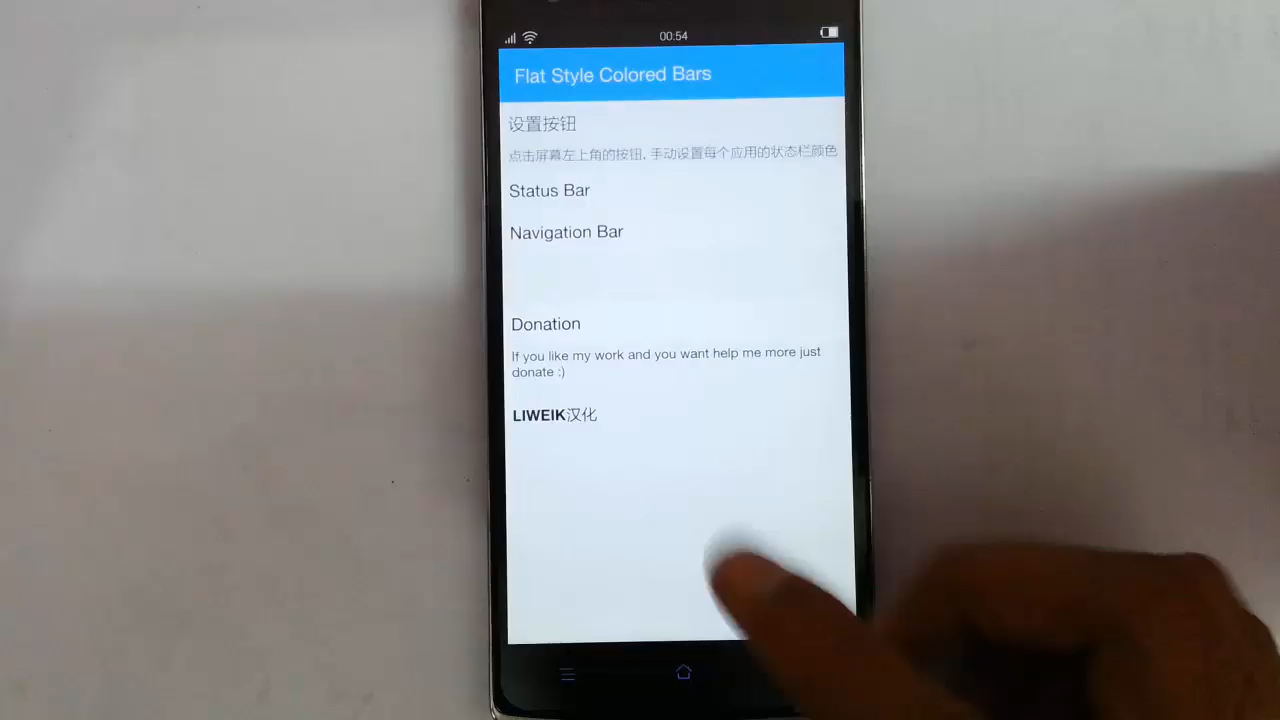 00:54
Flat Style Colored Bars
设置按钮
点击屏幕左上角的按钮, 手动设置每个应用的状态栏颜色
Status Bar
Navigation Bar
Donation
If you like my work and you want help me more just
donate :)
LIWEIK汉化